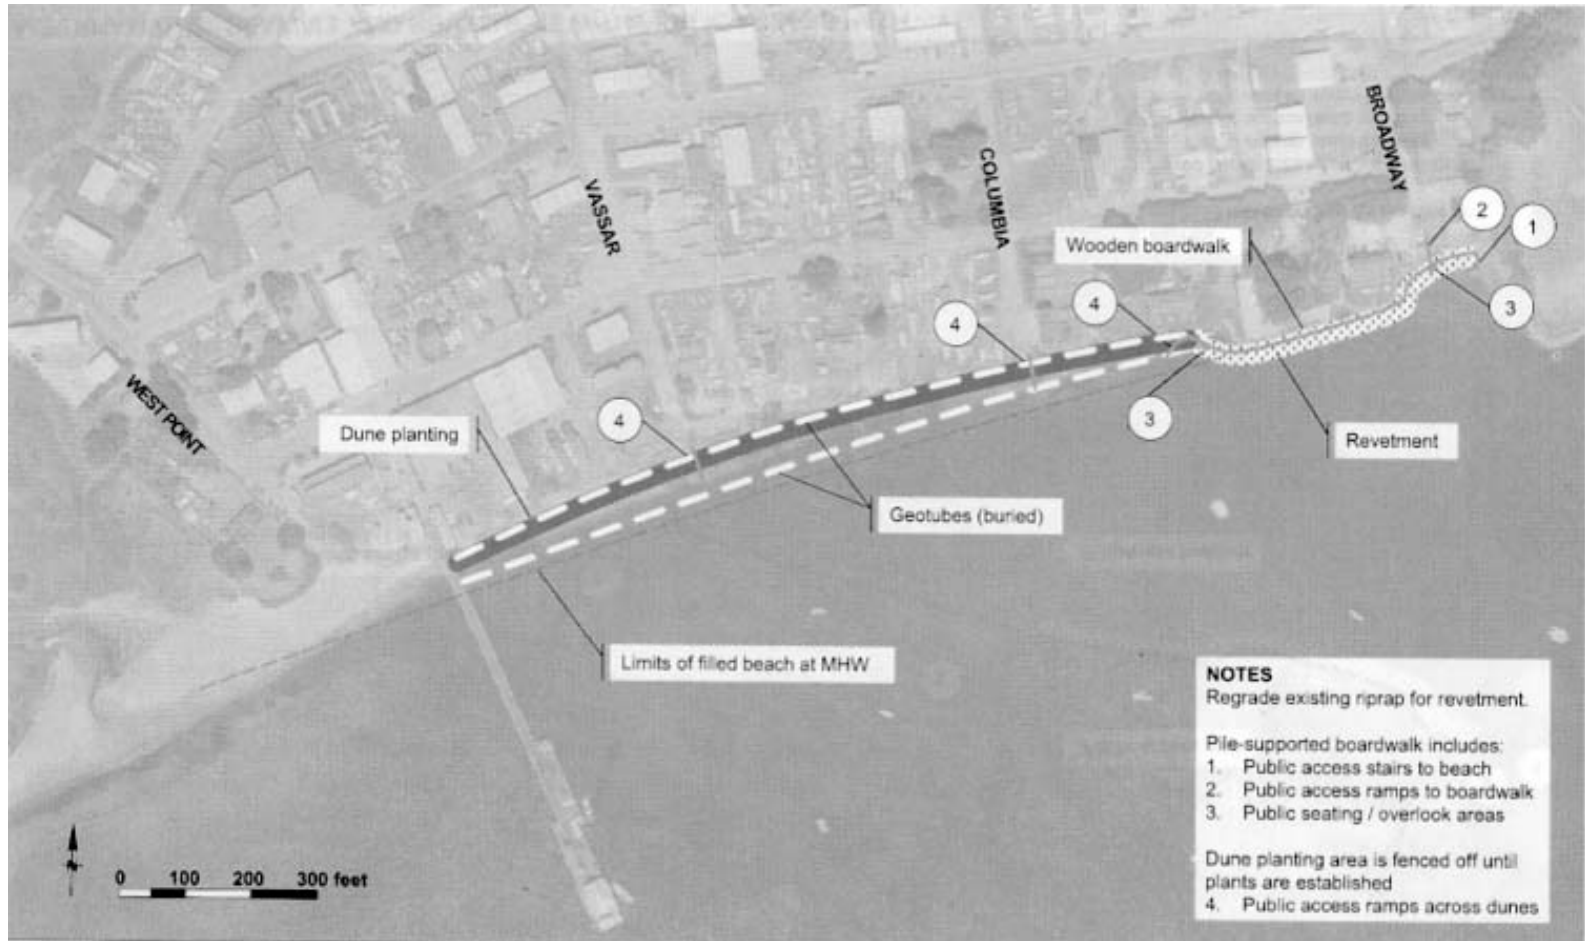 BROADWAY
COLUMBIA
VASSAR
2
1
Wooden boardwalk
3
4
4
WEST POINT
Dune planting
4
3
Revetment
Geotubes (buried)
Limits of filled beach at MHW
NOTES
Regrade existing riprap for revetment.
Pile-supported boardwalk includes:
1. Public access stairs to beach
2. Public access ramps to boardwalk
3. Public seating / overlook areas
Dune planting area is fenced off until
plants are established
4. Public access ramps across dunes
N
0 100 200 300 feet